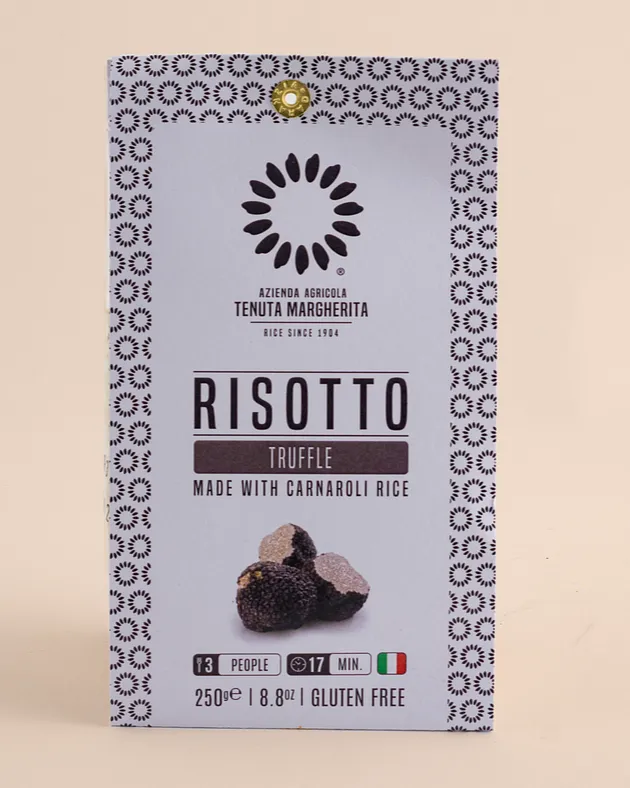 ®
AZIENDA AGRICOLA
TENUTA MARGHERITA
RICE SINCE 1904
RISOTTO
TRUFFLE
MADE WITH CARNAROLI RICE
3 PEOPLE 17 MIN.
250g℮ | 8.8oz | GLUTEN FREE